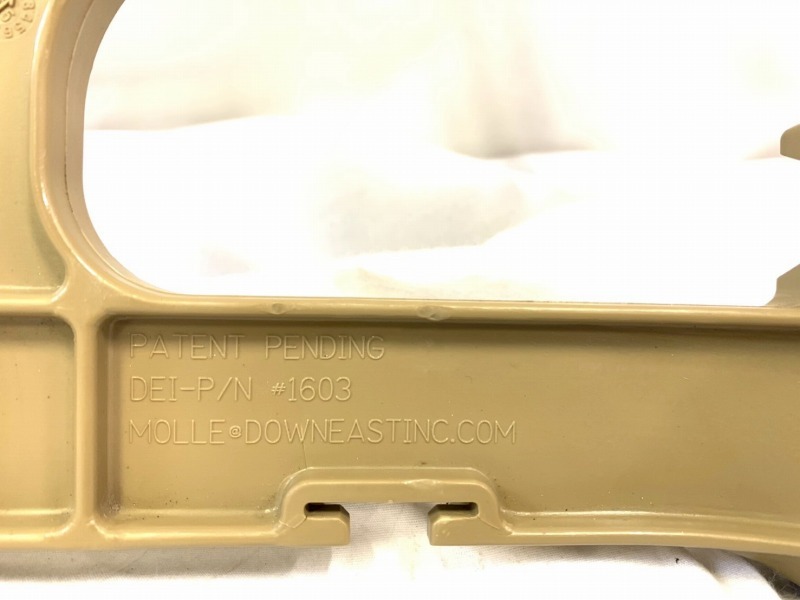 PATENT PENDING
DEI-P/N #1603
MOLLE@DOWNEASTINC.COM